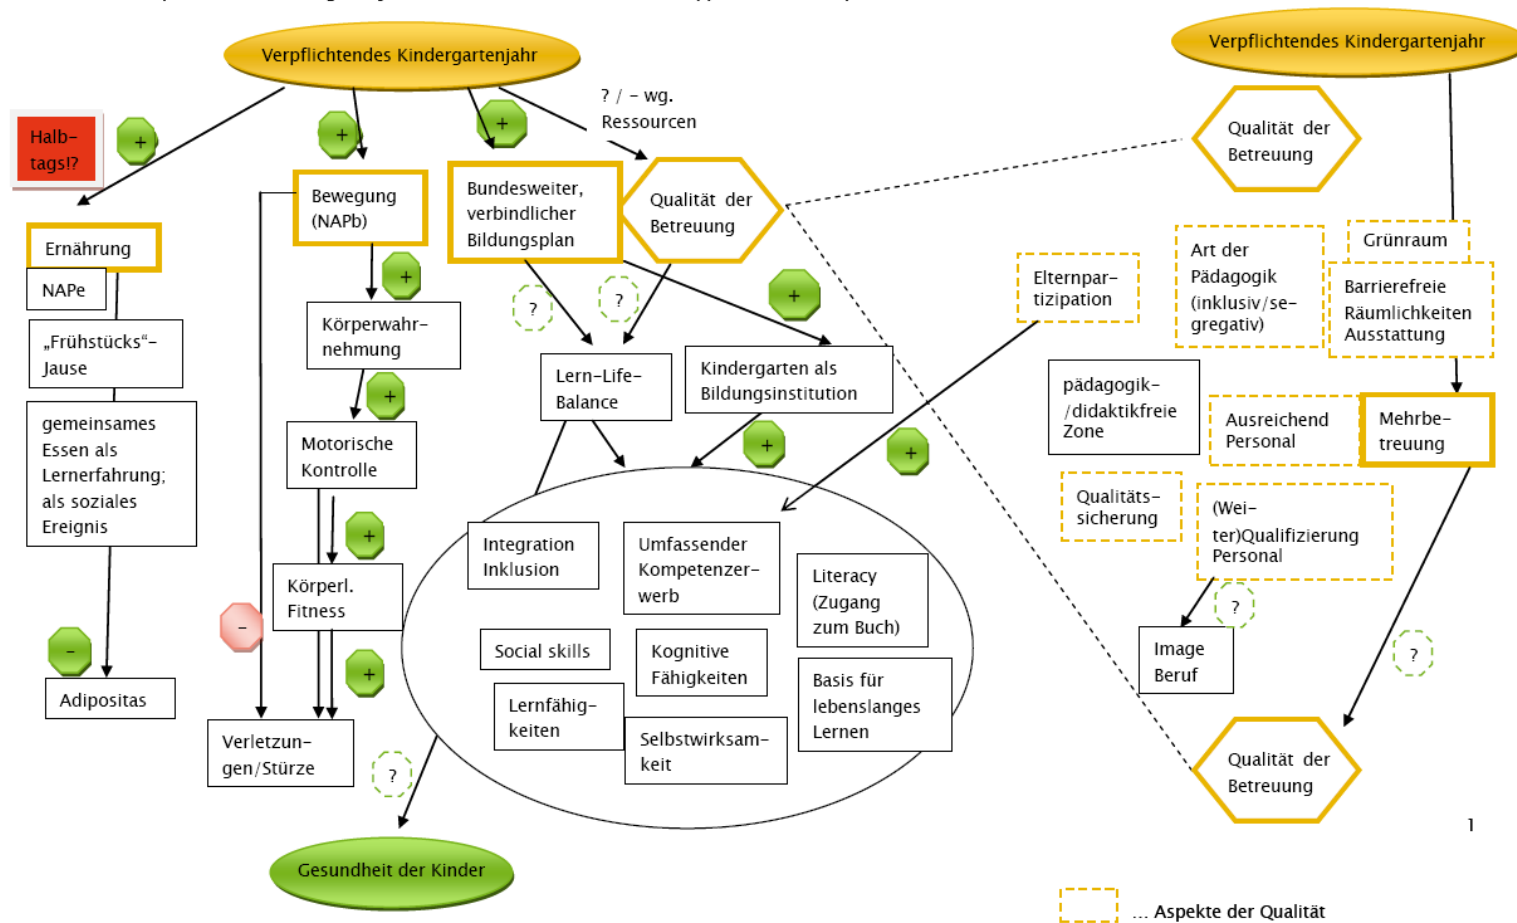 Verpflichtendes Kindergartenjahr
Verpflichtendes Kindergartenjahr
Halb-
tags!?
+
+
+
? / - wg.
Ressourcen
Qualität der
Betreuung
Bewegung
(NAPb)
Bundesweiter,
verbindlicher
Bildungsplan
Qualität der
Betreuung
Ernährung
NAPe
„Frühstücks“-
Jause
gemeinsames
Essen als
Lernerfahrung;
als soziales
Ereignis
-
Adipositas
+
Körperwahr-
nehmung
+
Motorische
Kontrolle
+
Körperl.
Fitness
-
+
Verletzun-
gen/Stürze
?
?
+
Lern-Life-
Balance
Kindergarten als
Bildungsinstitution
+
+
Integration
Inklusion
Umfassender
Kompetenzer-
werb
Literacy
(Zugang
zum Buch)
Social skills
Kognitive
Fähigkeiten
Lernfähig-
keiten
Selbstwirksam-
keit
Basis für
lebenslanges
Lernen
?
Gesundheit der Kinder
Elternpar-
tizipation
Art der
Pädagogik
(inklusiv/se-
gregativ)
Grünraum
Barrierefreie
Räumlichkeiten
Ausstattung
pädagogik-
/didaktikfreie
Zone
Ausreichend
Personal
Mehrbe-
treuung
Qualitäts-
sicherung
(Wei-
ter)Qualifizierung
Personal
?
Image
Beruf
?
Qualität der
Betreuung
1
... Aspekte der Qualität